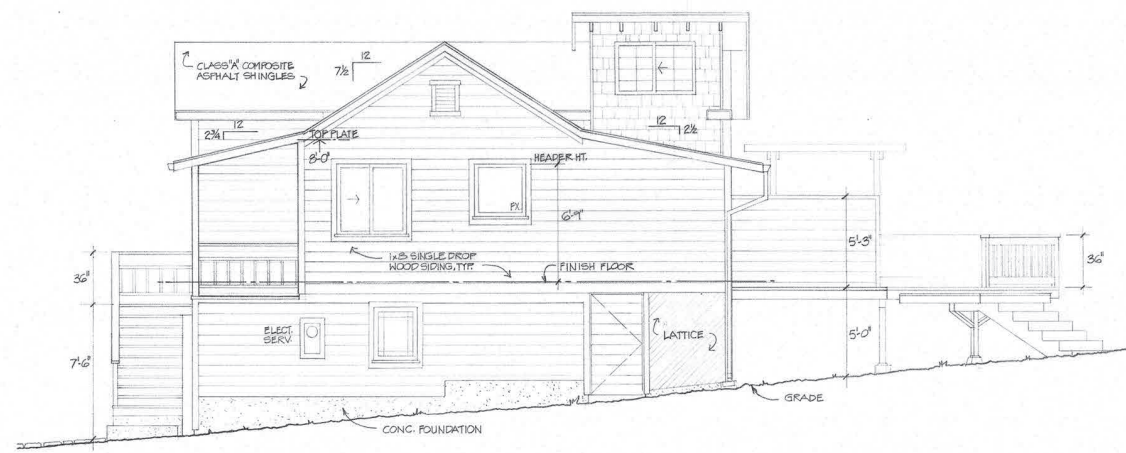 CLASS "A" COMPOSITE
ASPHALT SHINGLES
12
7½
12
2¾
TOP PLATE
8'-0"
12
2½
HEADER HT.
FX.
6'-9"
5'-3"
36"
36"
1x8 SINGLE DROP
WOOD SIDING, TYP.
FINISH FLOOR
ELECT.
SERV.
LATTICE
5'-0"
7'-6"
GRADE
CONC. FOUNDATION